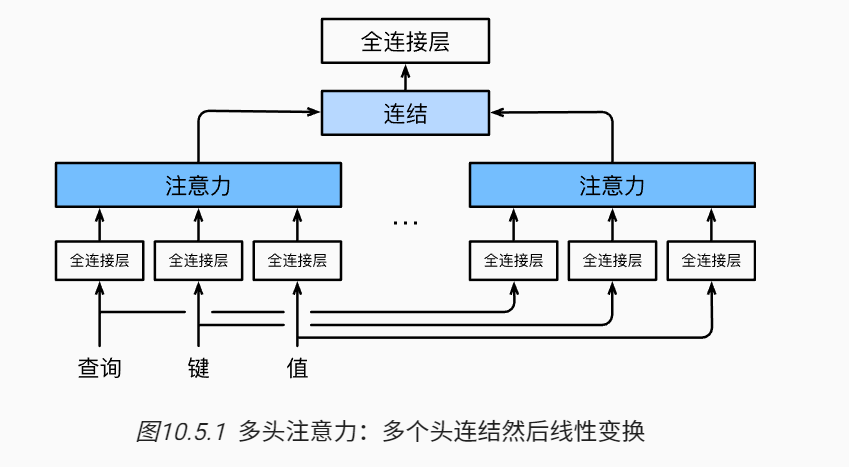 全连接层
连结
注意力
注意力
...
全连接层
全连接层
全连接层
全连接层
全连接层
全连接层
查询
键
值
图10.5.1 多头注意力：多个头连结然后线性变换